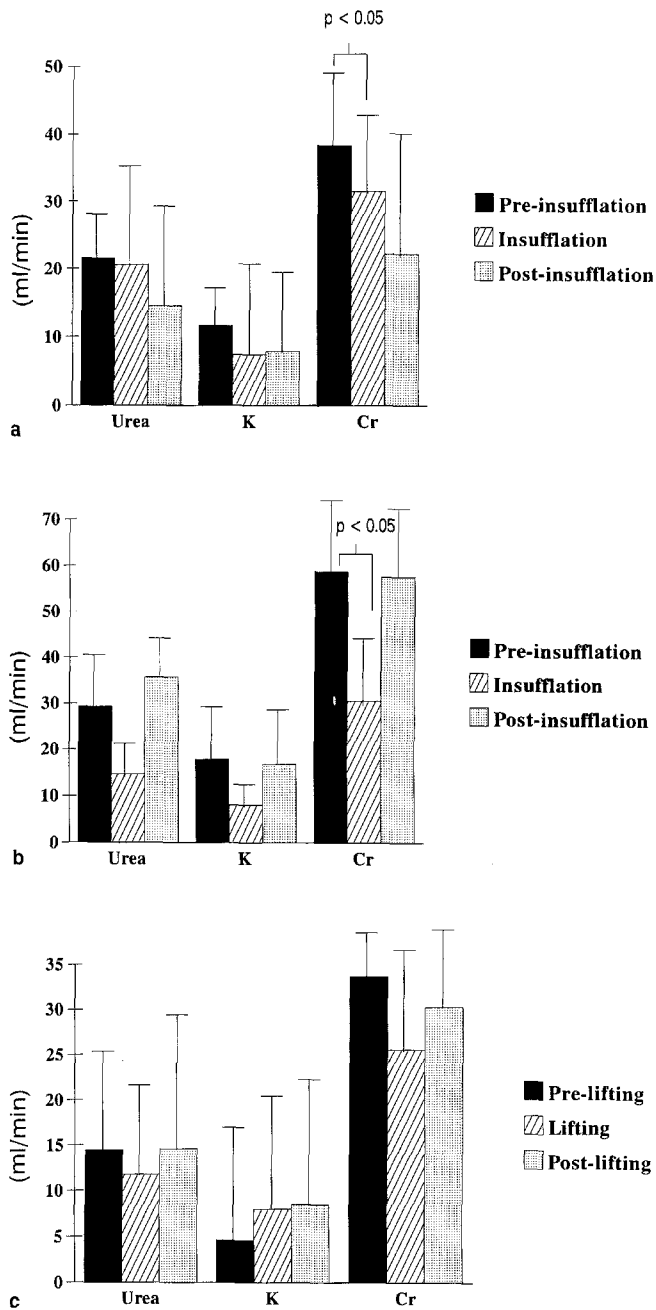 p < 0.05
50
40
30
20
10
0
(ml/min)
Urea
K
Cr
Pre-insufflation
Insufflation
Post-insufflation
a
p < 0.05
70
60
50
40
30
20
10
0
(ml/min)
Urea
K
Cr
Pre-insufflation
Insufflation
Post-insufflation
b
35
30
25
20
15
10
5
0
(ml/min)
Urea
K
Cr
Pre-lifting
Lifting
Post-lifting
c